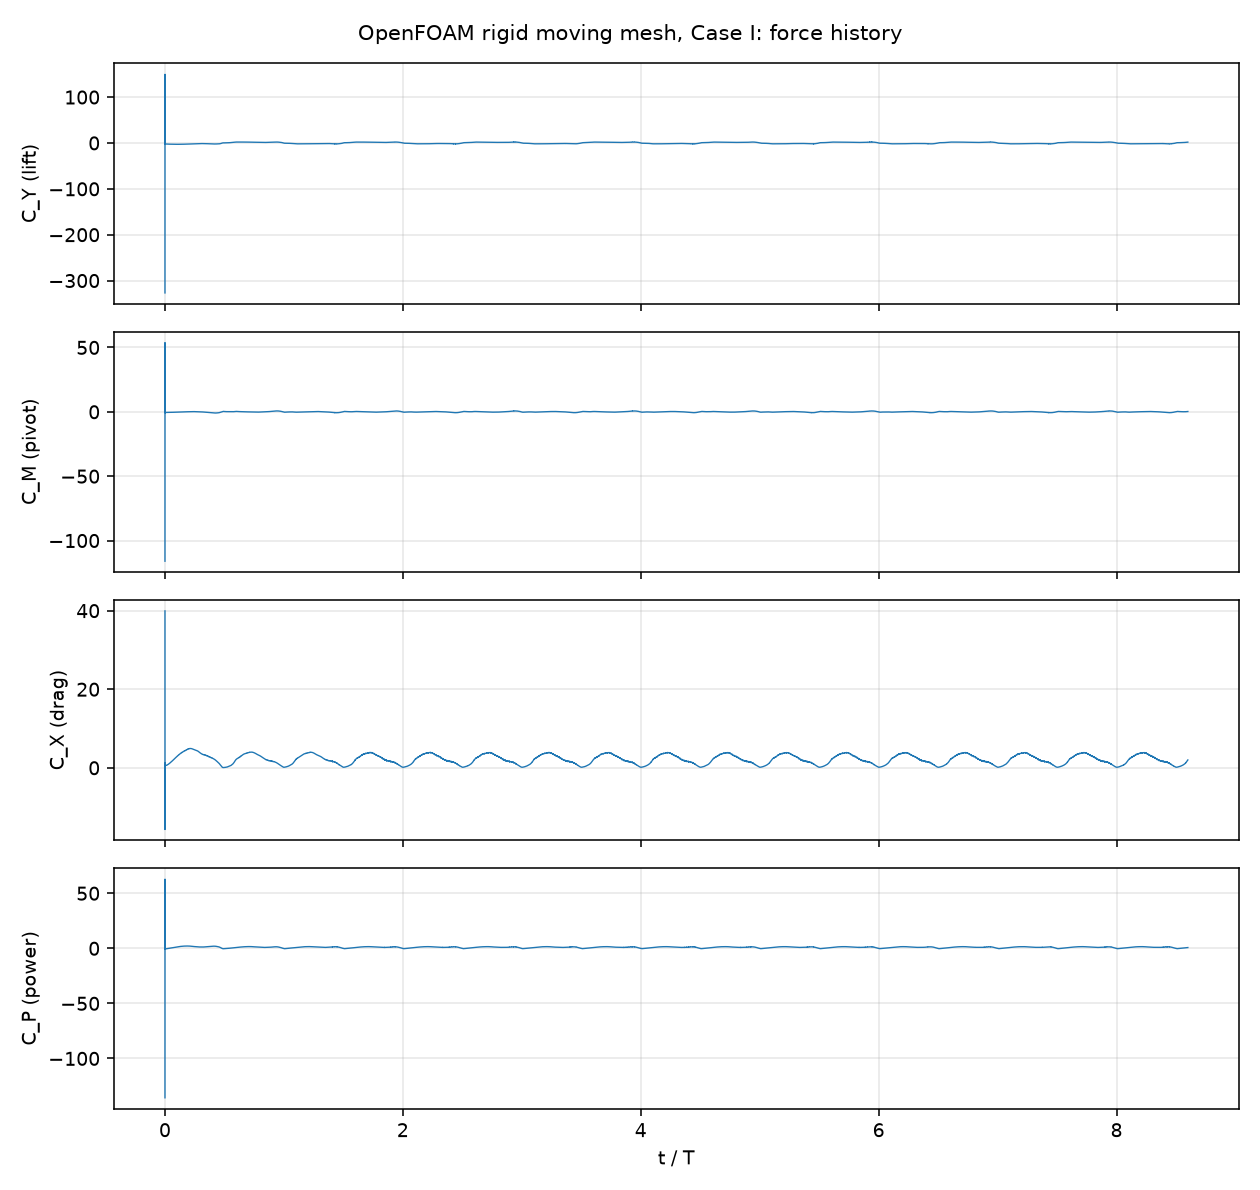 OpenFOAM rigid moving mesh, Case I: force history
C_Y (lift)
100
0
−100
−200
−300
C_M (pivot)
50
0
−50
−100
C_X (drag)
40
20
0
C_P (power)
50
0
−50
−100
0 2 4 6 8
t / T